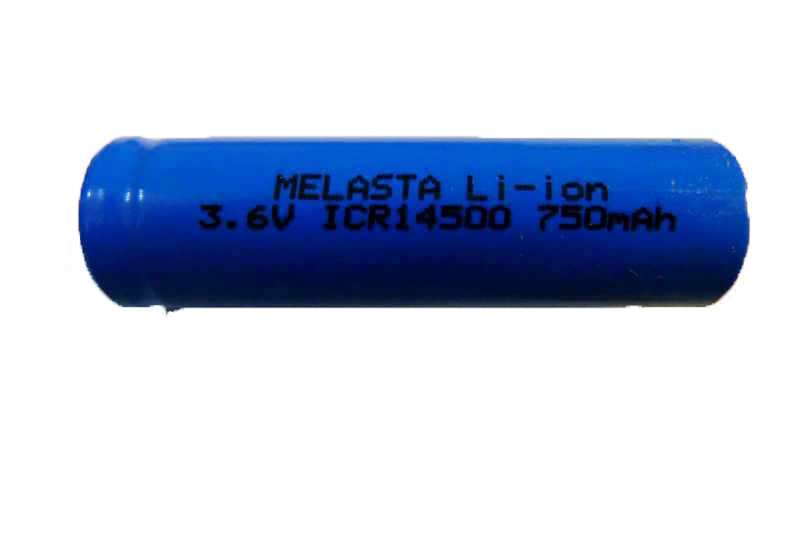 MELASTA Li-ion
3.6V ICR14500 750mAh